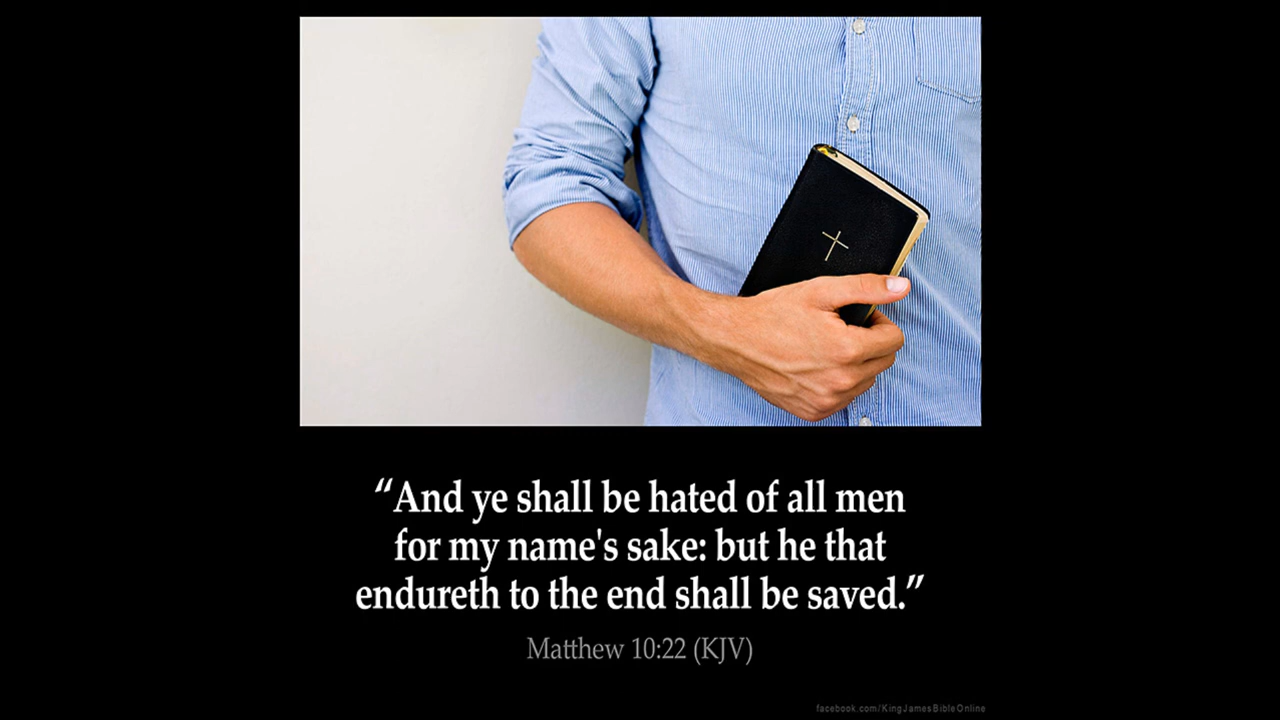 “And ye shall be hated of all men
for my name's sake: but he that
endureth to the end shall be saved.”
Matthew 10:22 (KJV)
facebook.com/KingJamesBibleOnline